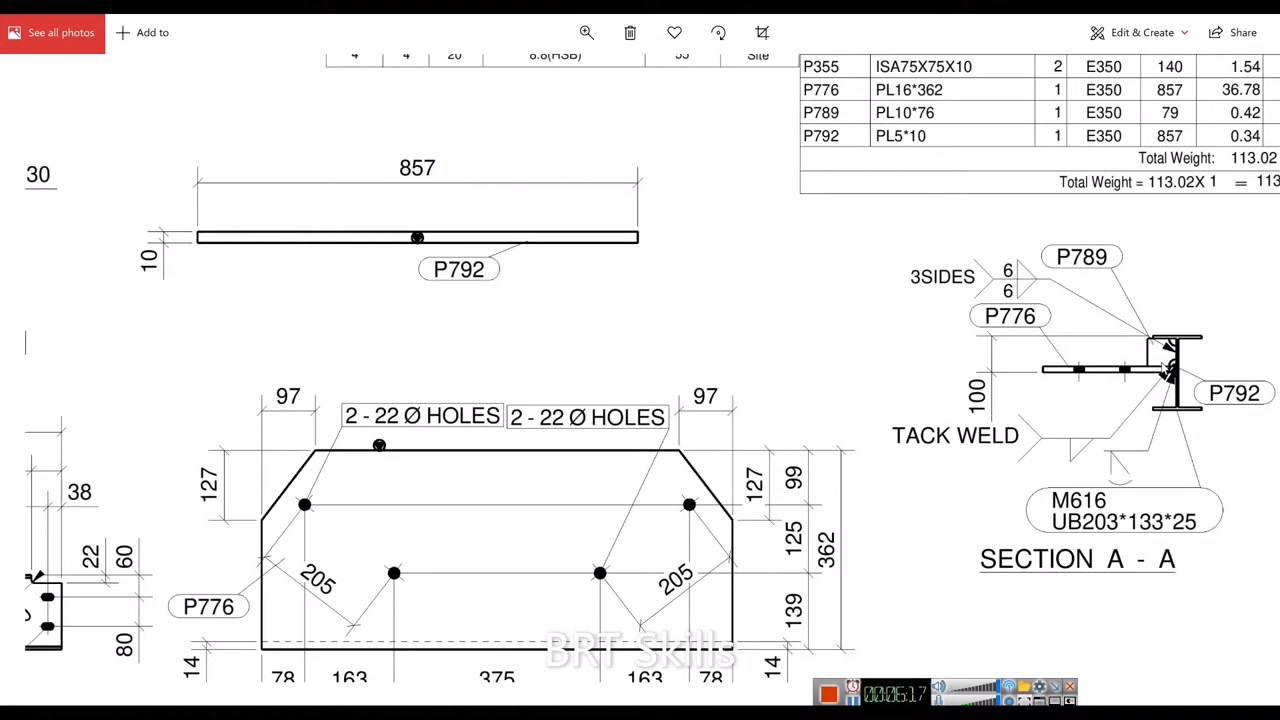 See all photos
Add to
Edit & Create
Share
4 4 20 8.8(HSB) 55 Site
P355 ISA75X75X10 2 E350 140 1.54
P776 PL16*362 1 E350 857 36.78
P789 PL10*76 1 E350 79 0.42
P792 PL5*10 1 E350 857 0.34
Total Weight: 113.02
Total Weight = 113.02X 1 = 113
30
857
10
P792
P789
3SIDES
6
6
P776
100
P792
TACK WELD
M616
UB203*133*25
SECTION A - A
97
2 - 22 Ø HOLES
2 - 22 Ø HOLES
97
127
127
99
125
362
139
205
205
P776
14
14
78 163 375 163 78
38
22
60
80
BRT Skills
00:06:17